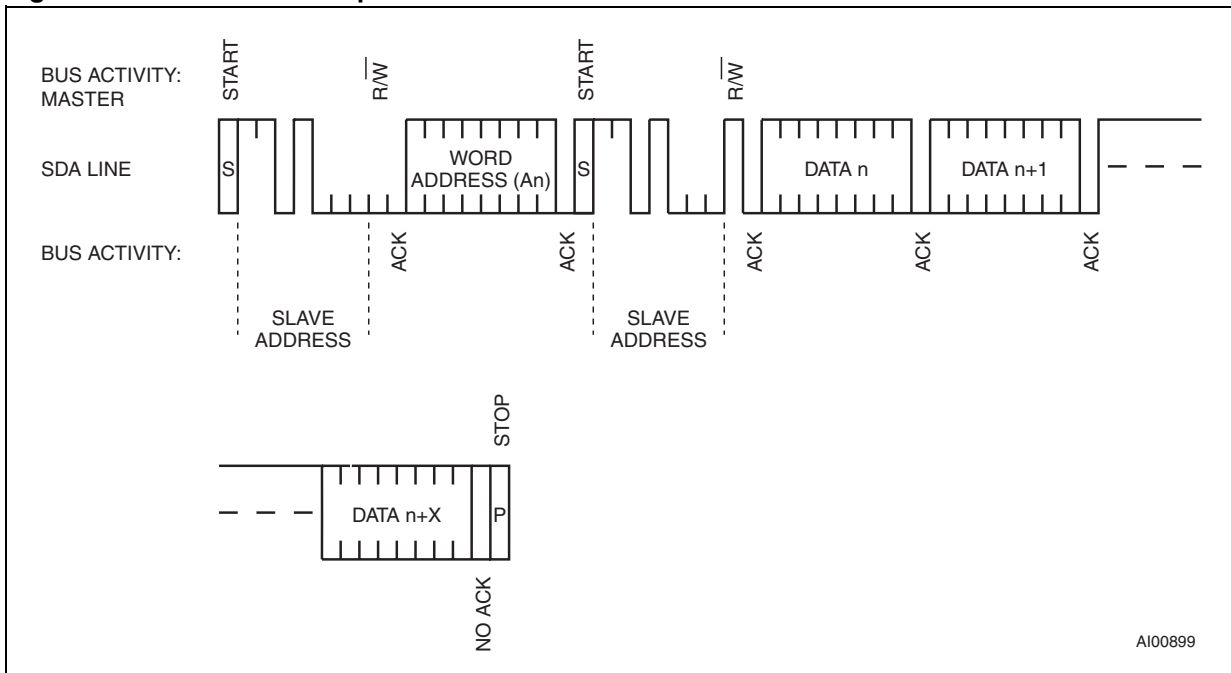 BUS ACTIVITY:
MASTER
START
R/W
START
R/W
SDA LINE
S
WORD
ADDRESS (An)
S
DATA n
DATA n+1
BUS ACTIVITY:
ACK
ACK
ACK
ACK
ACK
SLAVE
ADDRESS
SLAVE
ADDRESS
STOP
DATA n+X
P
NO ACK
AI00899